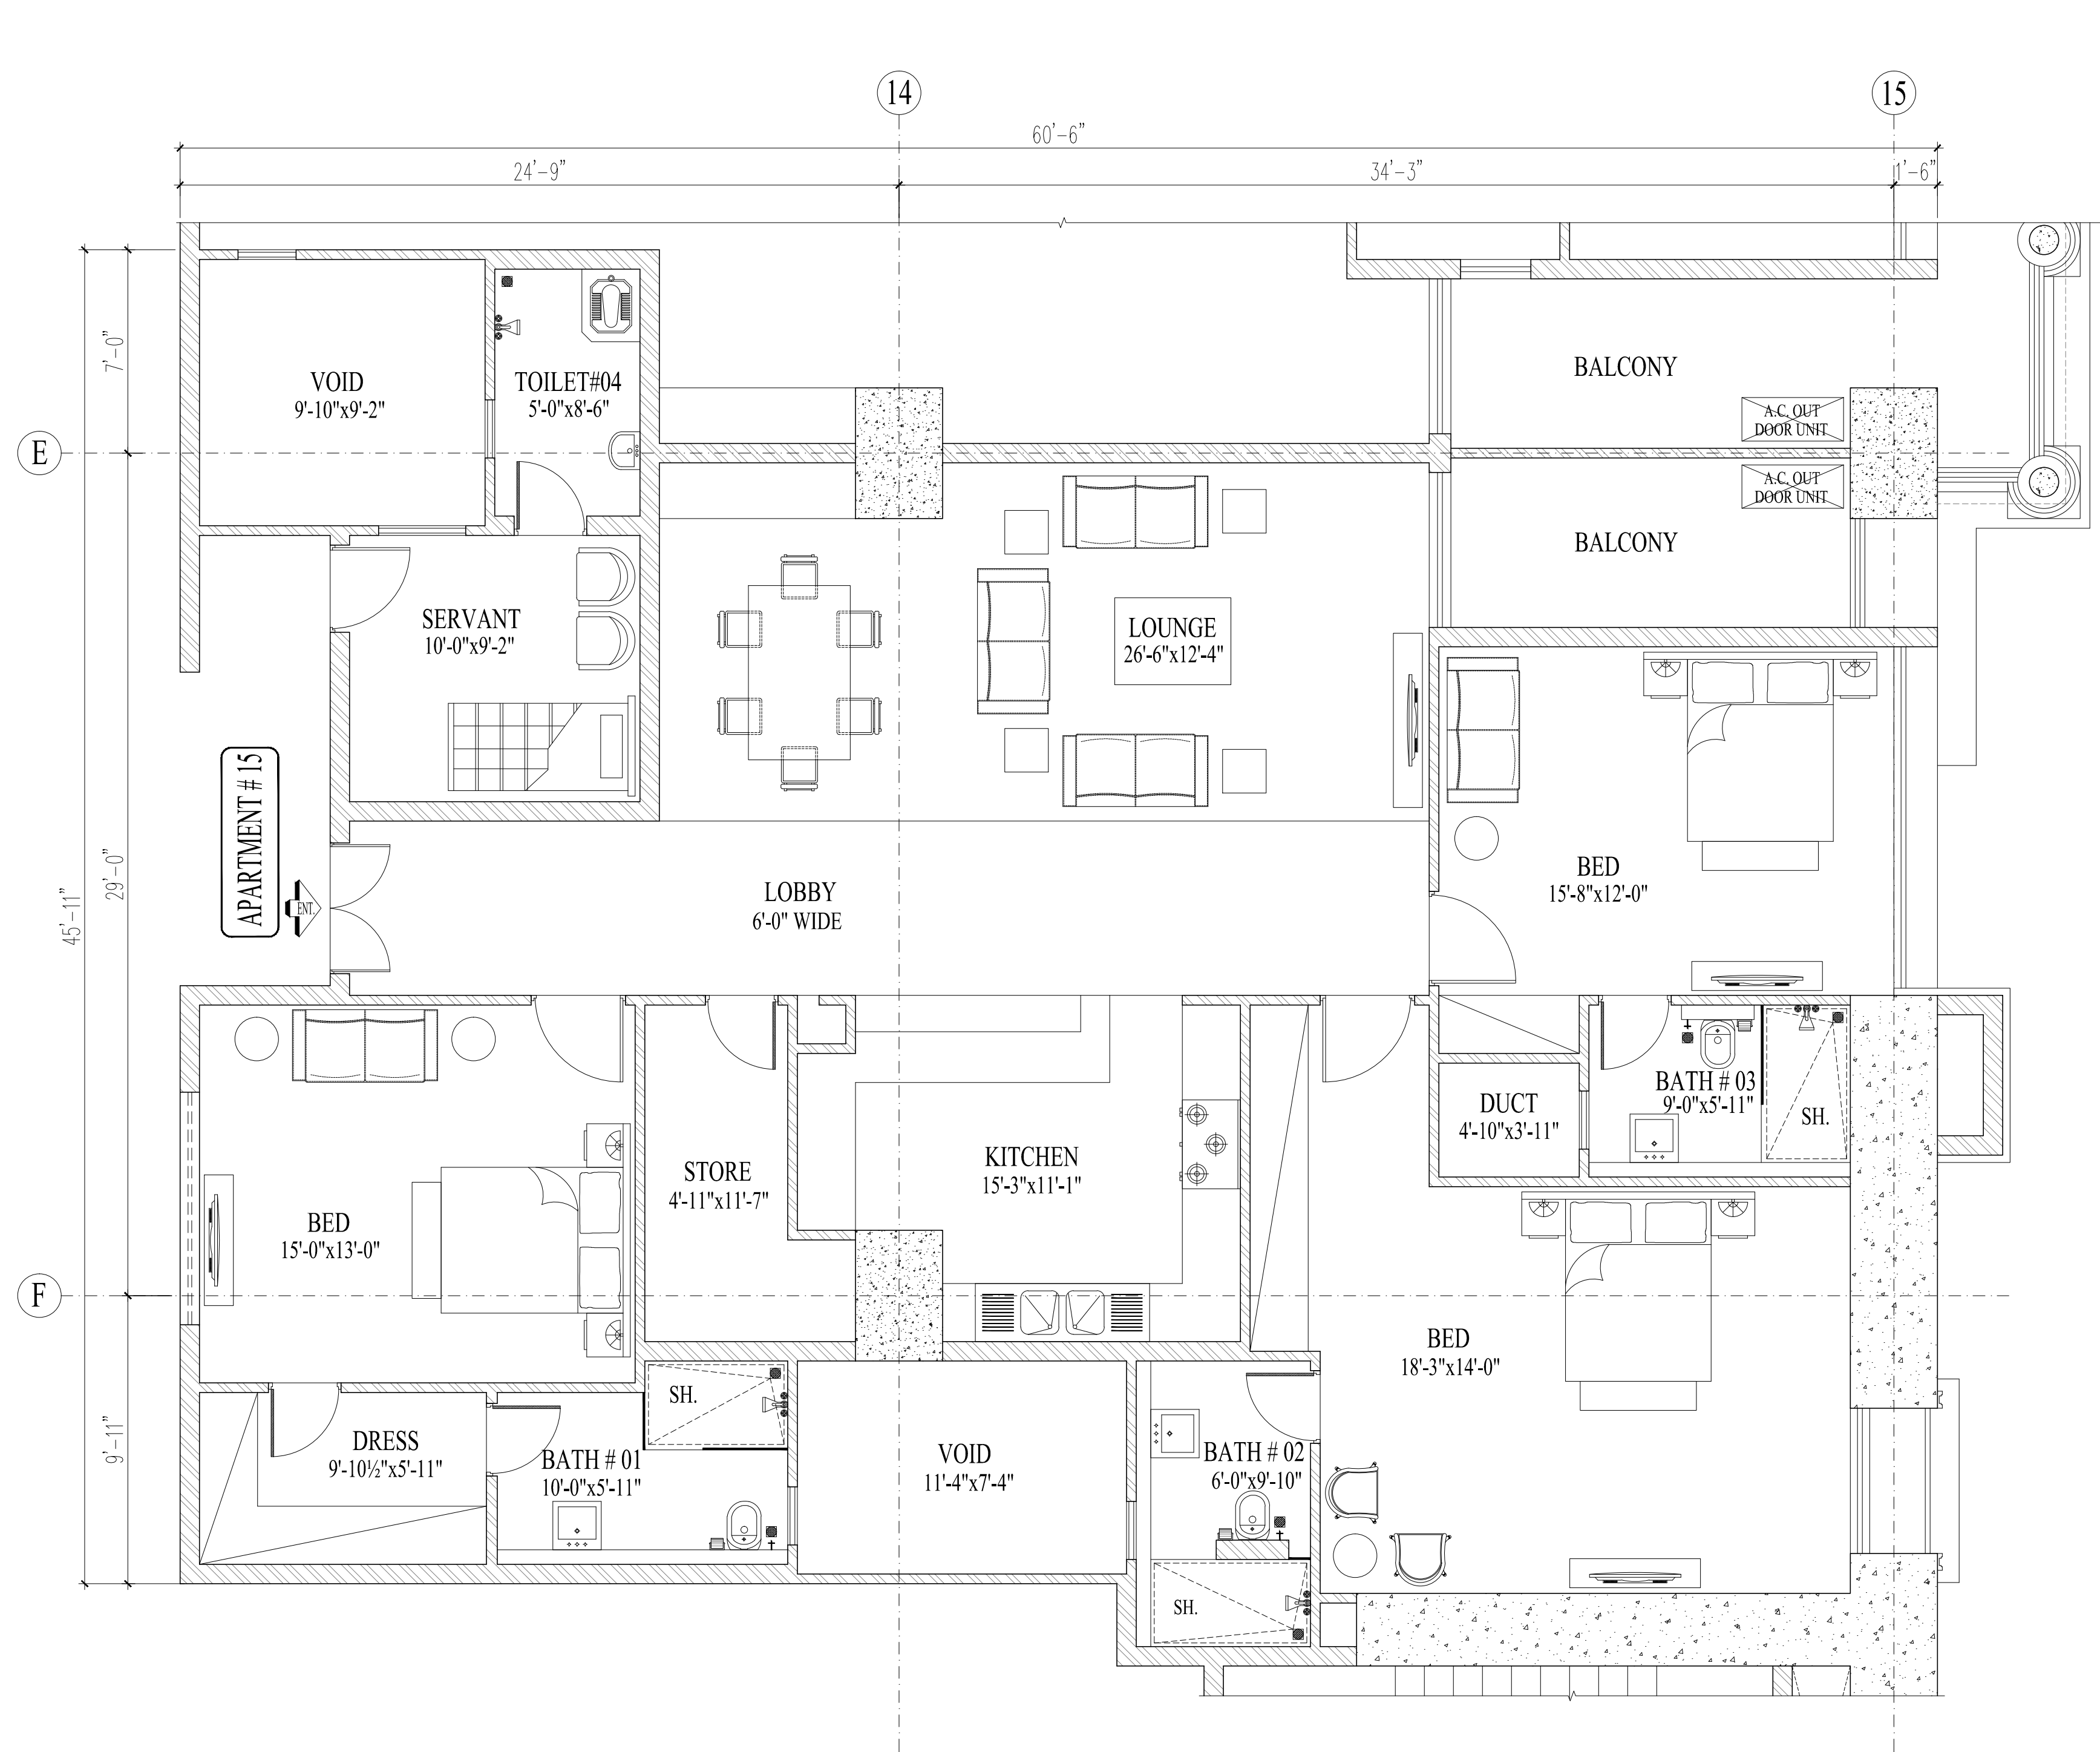 14
15
60'-6"
24'-9"
34'-3"
1'-6"
7'-0"
VOID
9'-10"x9'-2"
TOILET#04
5'-0"x8'-6"
BALCONY
A.C. OUT
DOOR UNIT
E
A.C. OUT
DOOR UNIT
BALCONY
SERVANT
10'-0"x9'-2"
LOUNGE
26'-6"x12'-4"
APARTMENT # 15
ENT.
29'-0"
45'-11"
LOBBY
6'-0" WIDE
BED
15'-8"x12'-0"
BATH # 03
9'-0"x5'-11"
SH.
DUCT
4'-10"x3'-11"
KITCHEN
15'-3"x11'-1"
STORE
4'-11"x11'-7"
BED
15'-0"x13'-0"
F
BED
18'-3"x14'-0"
SH.
9'-11"
DRESS
9'-10½"x5'-11"
BATH # 01
10'-0"x5'-11"
VOID
11'-4"x7'-4"
BATH # 02
6'-0"x9'-10"
SH.